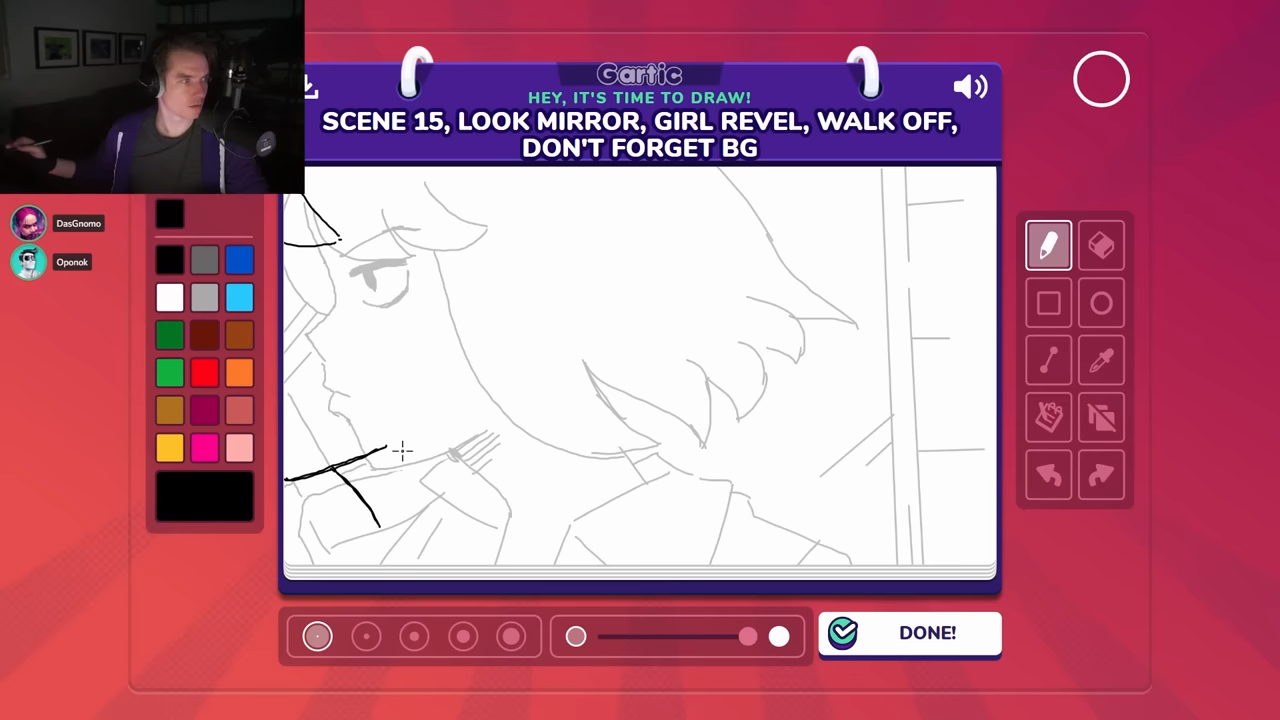 Gartic
HEY, IT'S TIME TO DRAW!
SCENE 15, LOOK MIRROR, GIRL REVEL, WALK OFF,
DON'T FORGET BG
DasGnomo
Oponok
DONE!